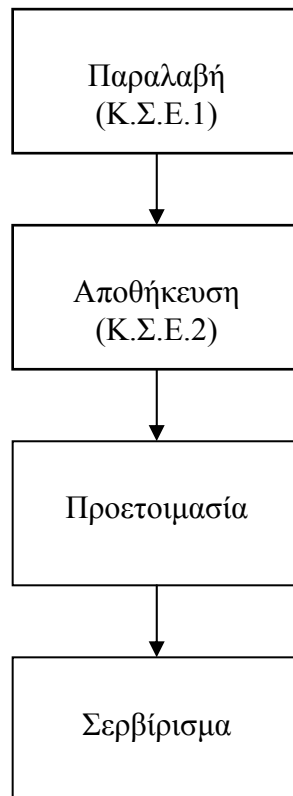 Παραλαβή
(Κ.Σ.Ε.1)
Αποθήκευση
(Κ.Σ.Ε.2)
Προετοιμασία
Σερβίρισμα